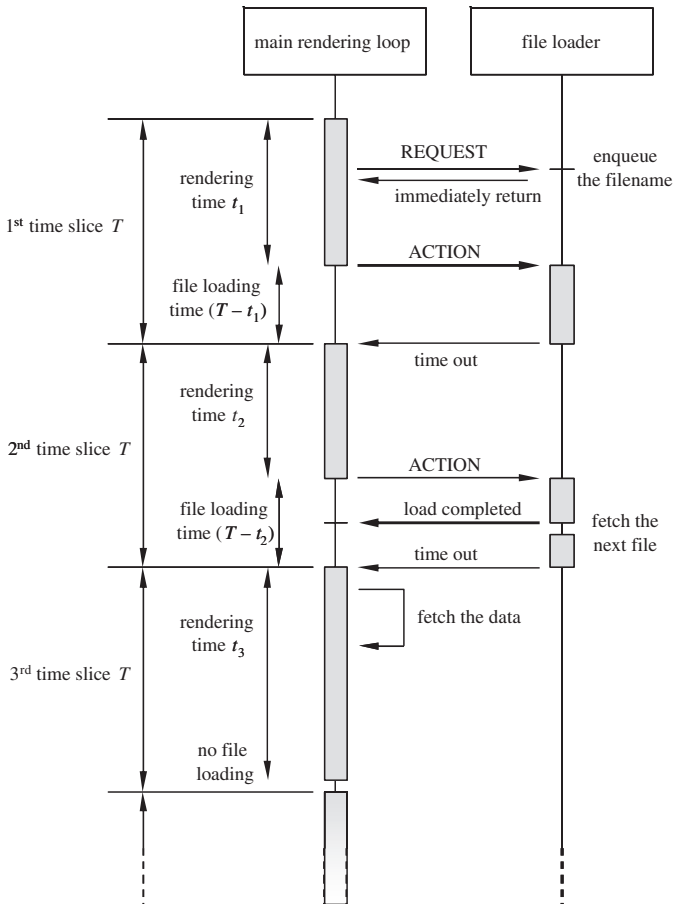 main rendering loop
file loader
REQUEST
immediately return
enqueue
the filename
rendering
time t1
1st time slice T
ACTION
file loading
time (T – t1)
time out
rendering
time t2
2nd time slice T
ACTION
file loading
time (T – t2)
load completed
fetch the
next file
time out
fetch the data
rendering
time t3
3rd time slice T
no file
loading